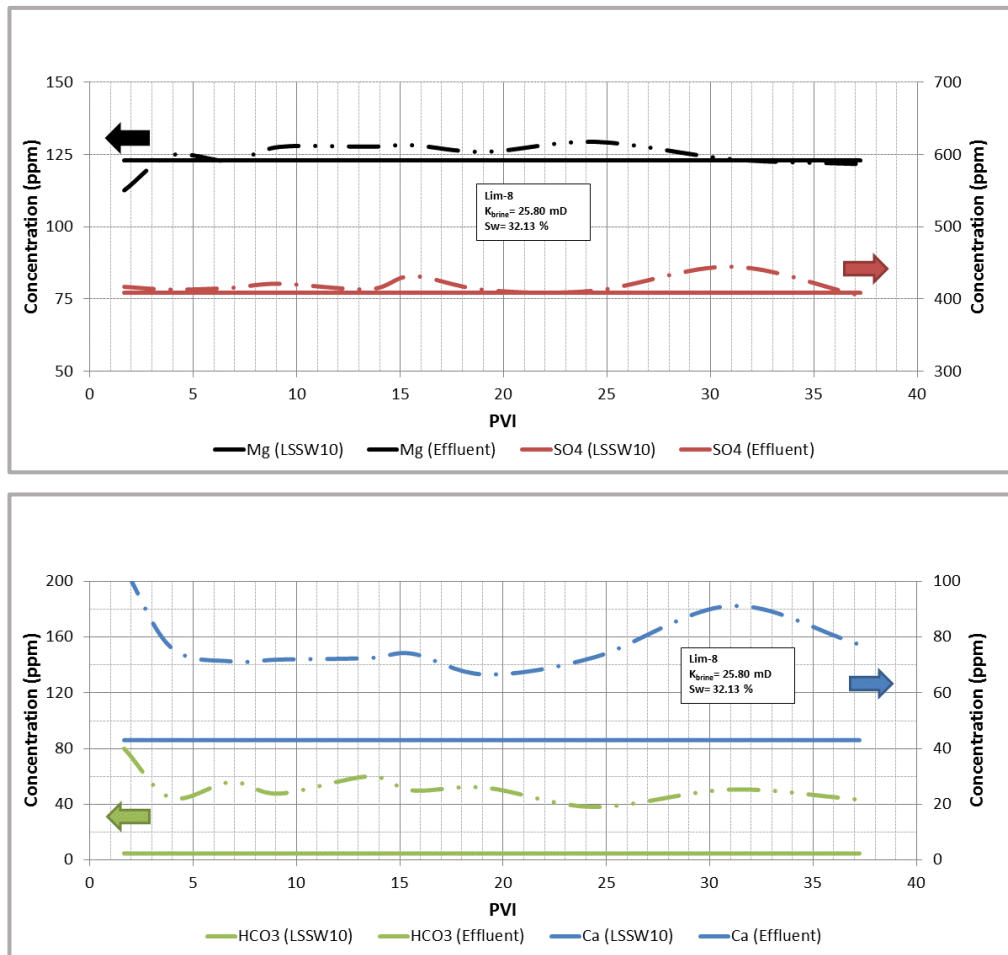 150
125
100
75
50
Concentration (ppm)
700
600
500
400
300
Concentration (ppm)
Lim-8
Kbrine= 25.80 mD
Sw= 32.13 %
0 5 10 15 20 25 30 35 40
PVI
Mg (LSSW10) Mg (Effluent) SO4 (LSSW10) SO4 (Effluent)
200
160
120
80
40
0
Concentration (ppm)
100
80
60
40
20
0
Concentration (ppm)
Lim-8
Kbrine= 25.80 mD
Sw= 32.13 %
0 5 10 15 20 25 30 35 40
PVI
HCO3 (LSSW10) HCO3 (Effluent) Ca (LSSW10) Ca (Effluent)